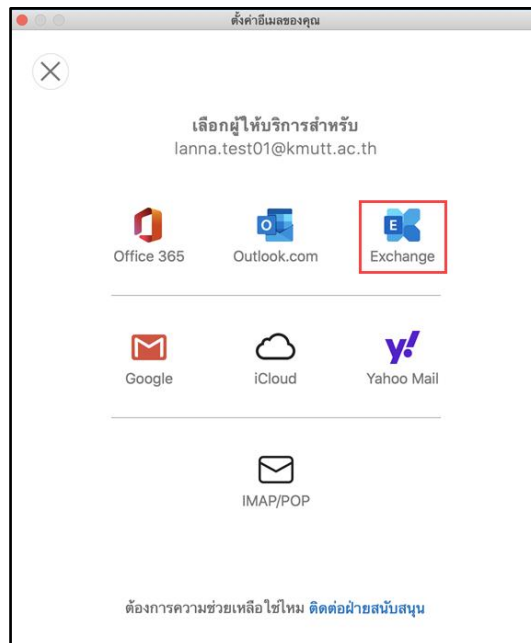 ตั้งค่าอีเมลของคุณ
เลือกผู้ให้บริการสำหรับ
lanna.test01@kmutt.ac.th
Office 365
Outlook.com
Exchange
Google
iCloud
Yahoo Mail
IMAP/POP
ต้องการความช่วยเหลือใช่ไหม ติดต่อฝ่ายสนับสนุน